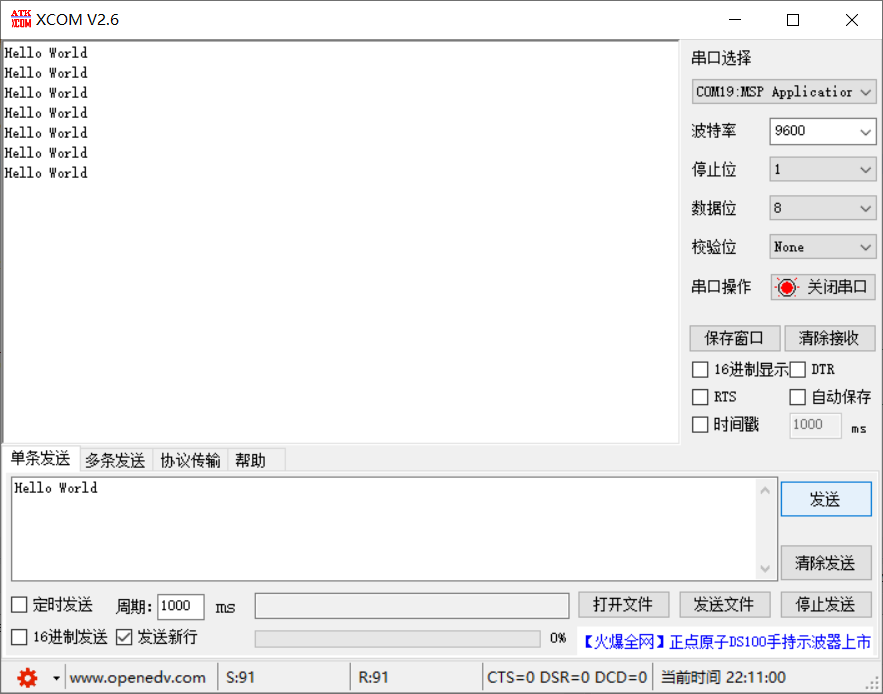 ATK XCOM XCOM V2.6
Hello World
Hello World
Hello World
Hello World
Hello World
Hello World
Hello World
串口选择
COM19:MSP Application
波特率 9600
停止位 1
数据位 8
校验位 None
串口操作 关闭串口
保存窗口 清除接收
16进制显示 DTR
RTS 自动保存
时间戳 1000 ms
单条发送 多条发送 协议传输 帮助
Hello World
发送
清除发送
定时发送 周期: 1000 ms 打开文件 发送文件 停止发送
16进制发送 发送新行 0% 【火爆全网】正点原子DS100手持示波器上市
www.openedv.com S:91 R:91 CTS=0 DSR=0 DCD=0 当前时间 22:11:00